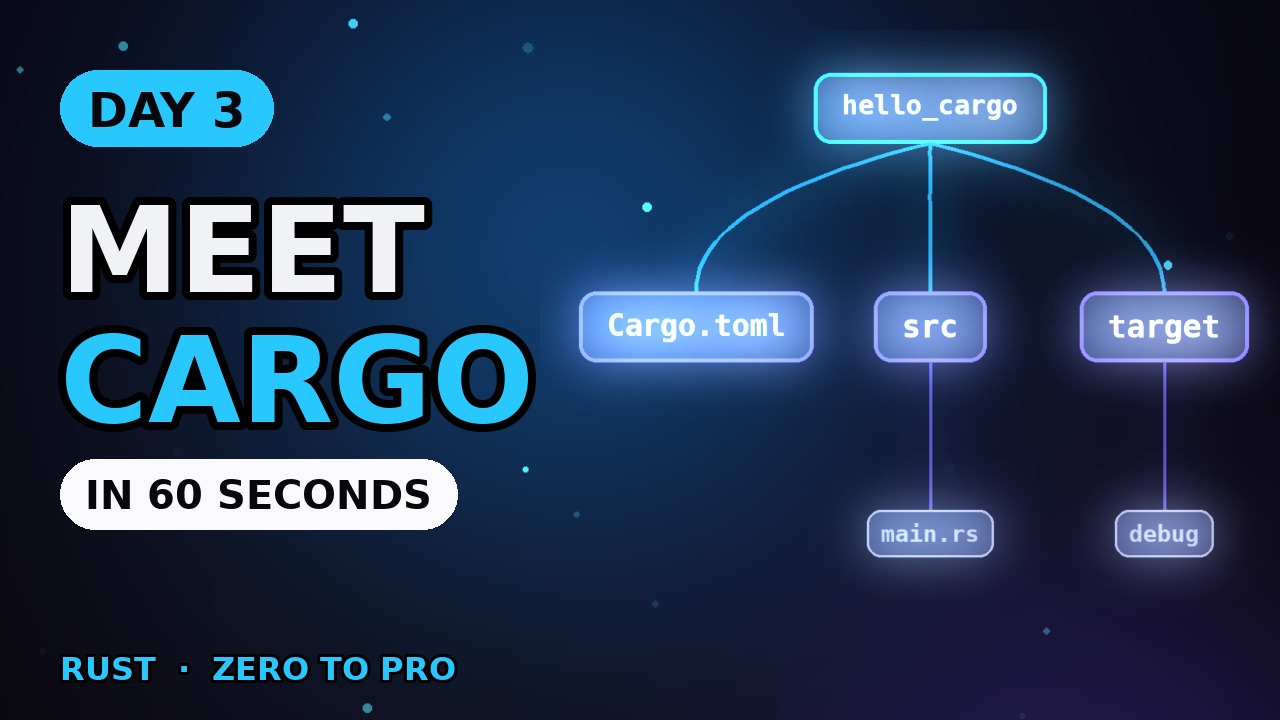 DAY 3
MEET
CARGO
IN 60 SECONDS
RUST · ZERO TO PRO
hello_cargo
Cargo.toml
src
target
main.rs
debug